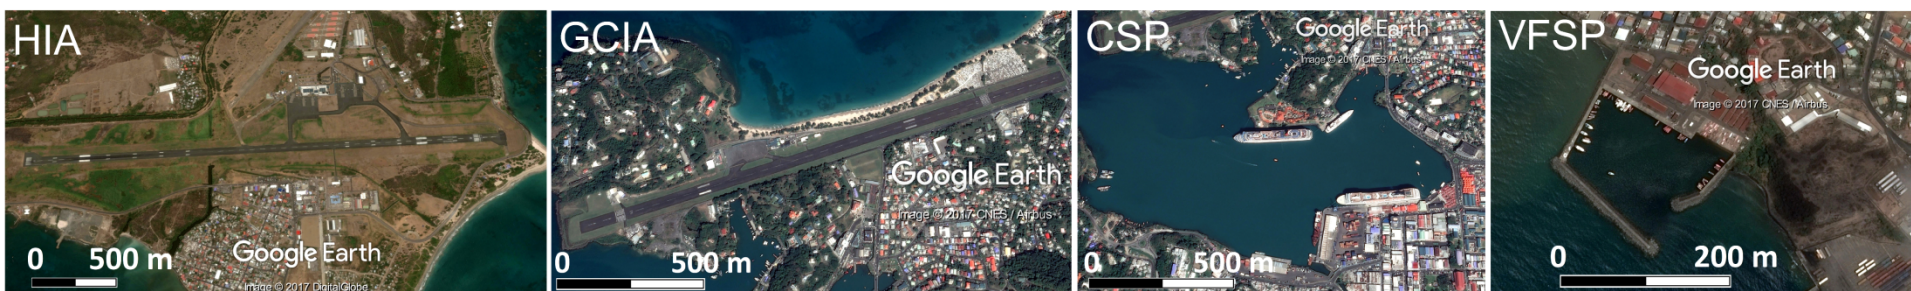 HIA
Google Earth
Image © 2017 DigitalGlobe
0 500 m
GCIA
Google Earth
Image © 2017 CNES / Airbus
0 500 m
CSP
Google Earth
Image © 2017 CNES / Airbus
0 500 m
VFSP
Google Earth
Image © 2017 CNES / Airbus
0 200 m